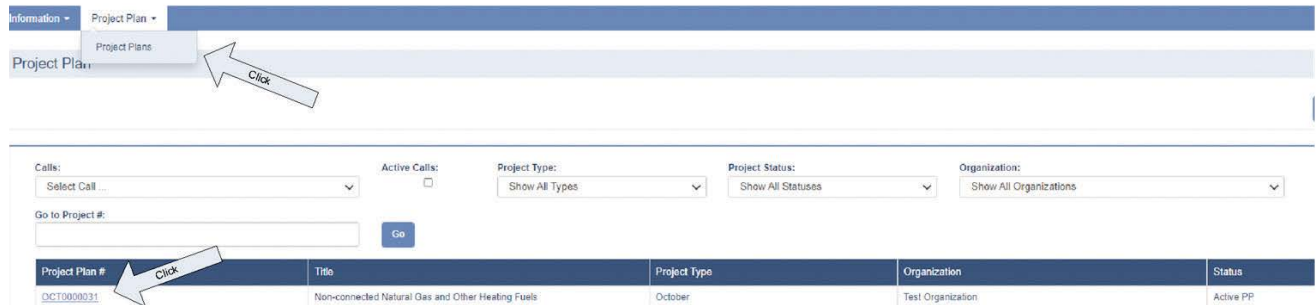 Information Project Plan
Project Plans
Project Plan
Click
Calls: Active Calls: Project Type: Project Status: Organization:
Select Call ... Show All Types Show All Statuses Show All Organizations
Go to Project #:
Go
Project Plan # Title Project Type Organization Status
Click
OCT0000031 Non-connected Natural Gas and Other Heating Fuels October Test Organization Active PP